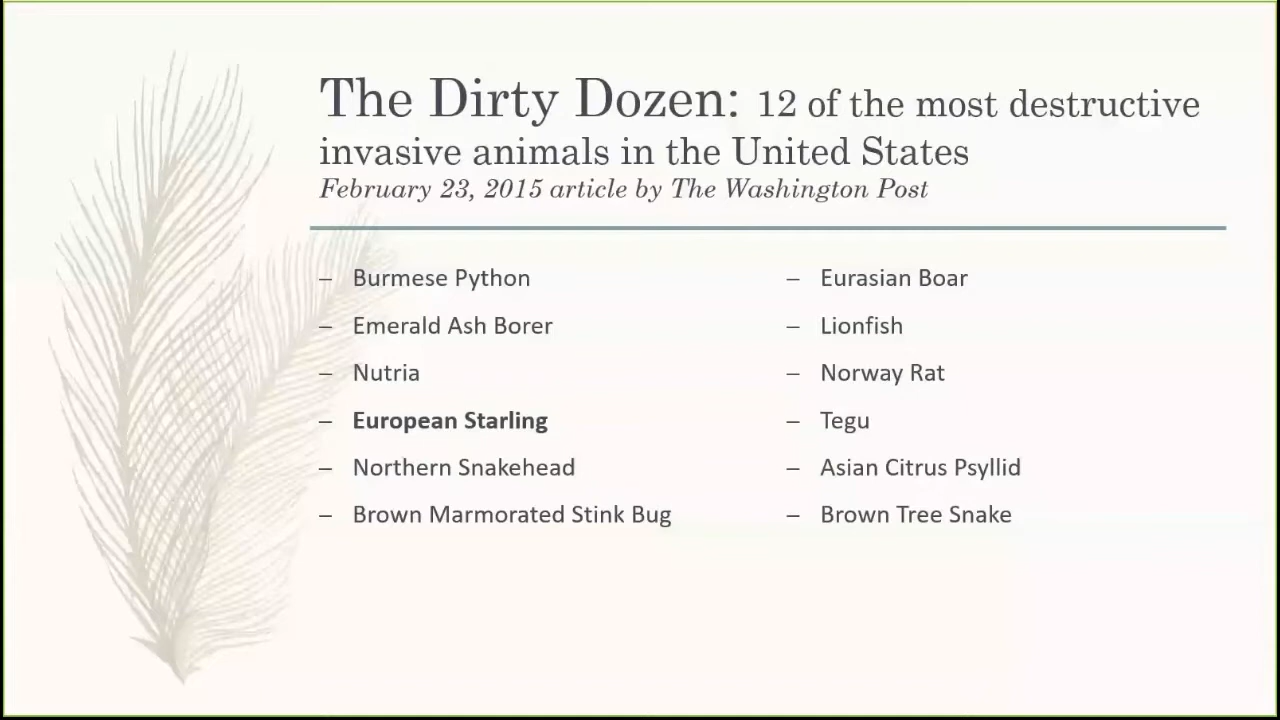 The Dirty Dozen: 12 of the most destructive
invasive animals in the United States
February 23, 2015 article by The Washington Post
– Burmese Python
– Emerald Ash Borer
– Nutria
– European Starling
– Northern Snakehead
– Brown Marmorated Stink Bug
– Eurasian Boar
– Lionfish
– Norway Rat
– Tegu
– Asian Citrus Psyllid
– Brown Tree Snake